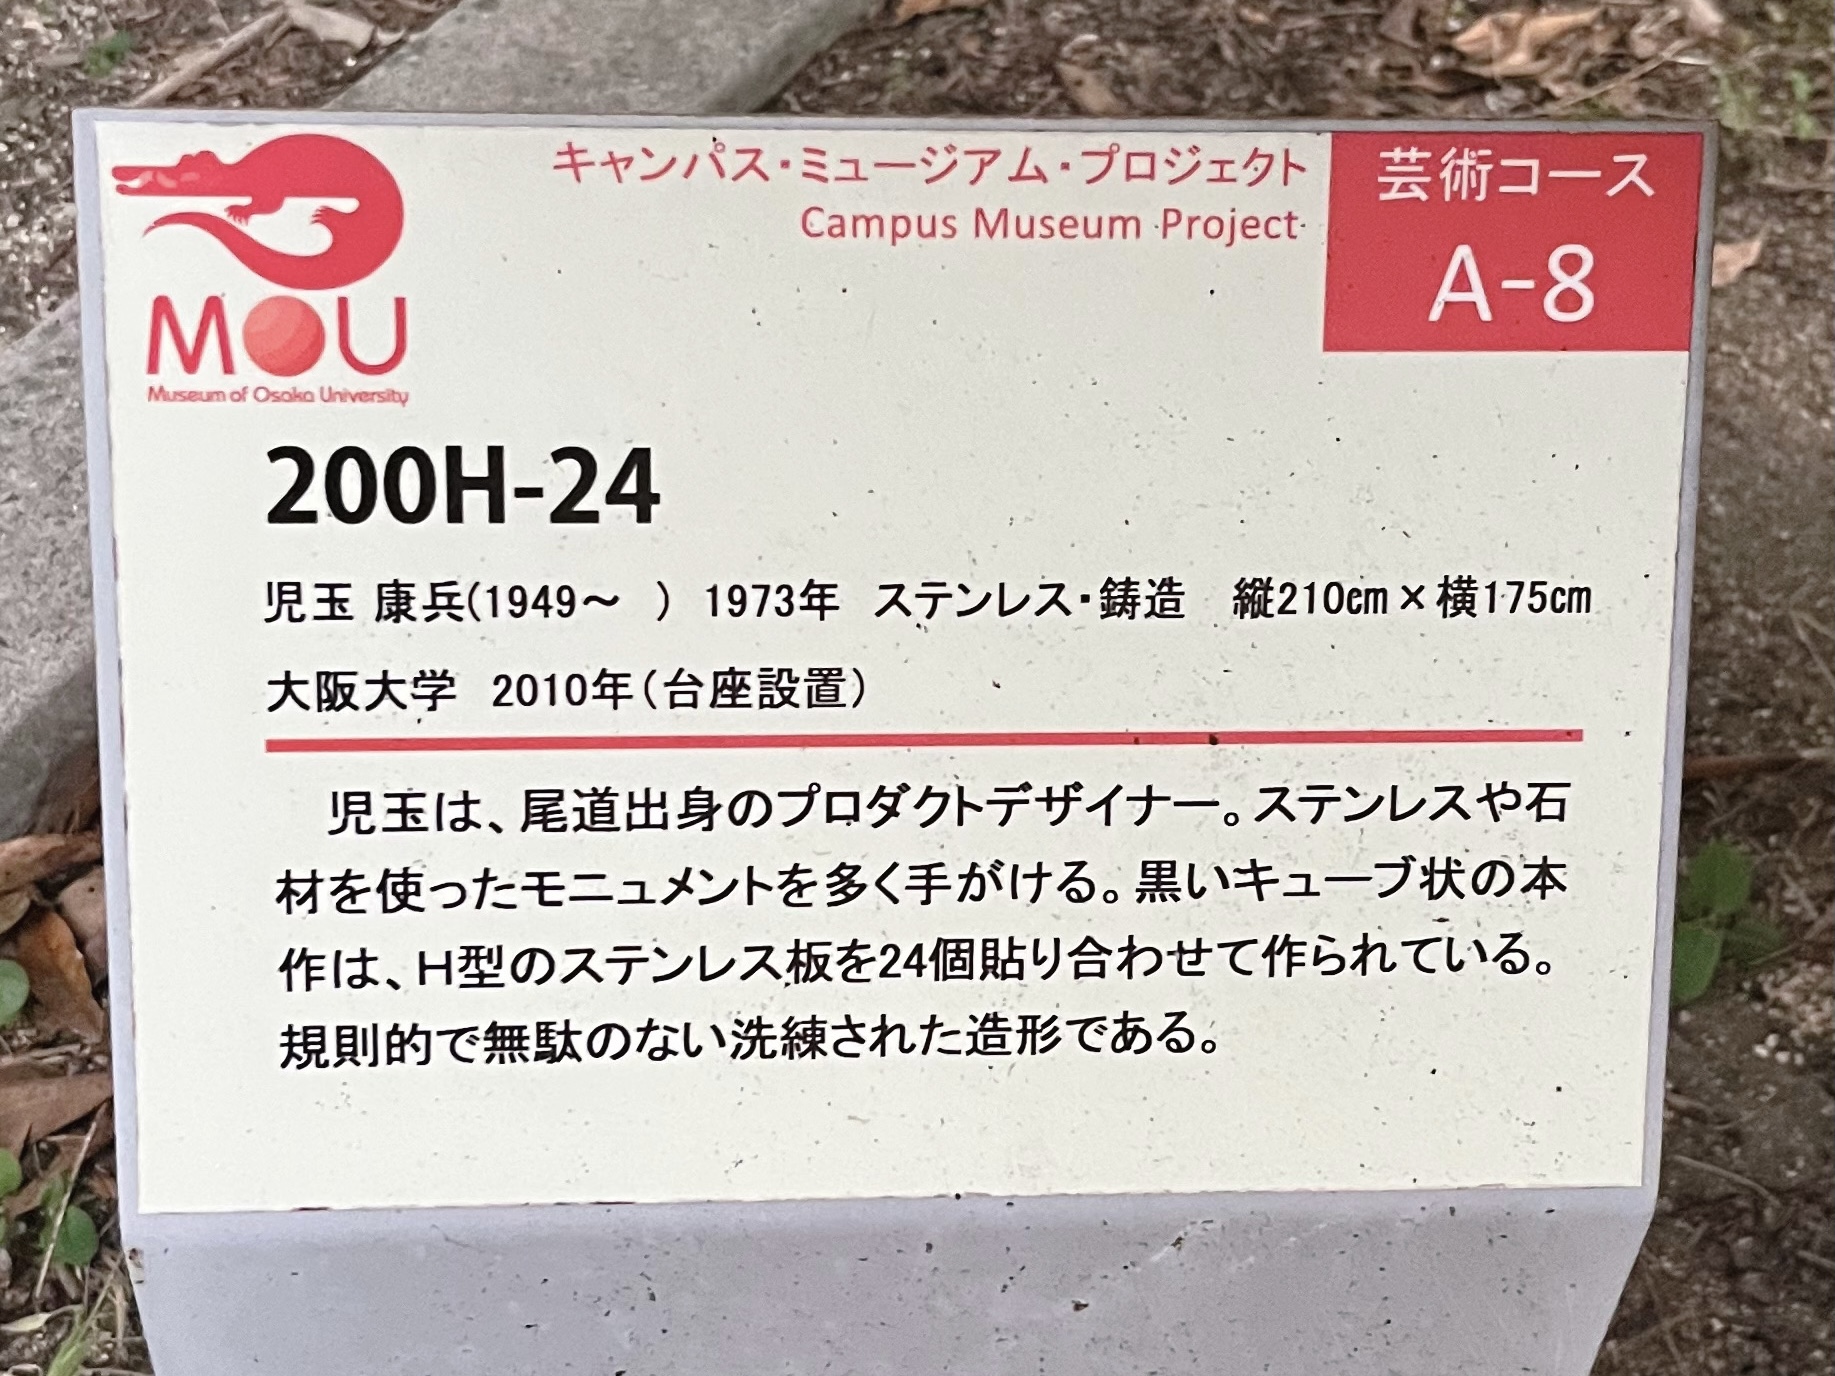 キャンパス・ミュージアム・プロジェクト
Campus Museum Project
芸術コース
A-8
MOU
Museum of Osaka University
200H-24
児玉 康兵(1949〜　)　1973年　ステンレス・鋳造　縦210㎝×横175㎝
大阪大学　2010年(台座設置)
児玉は、尾道出身のプロダクトデザイナー。ステンレスや石
材を使ったモニュメントを多く手がける。黒いキューブ状の本
作は、H型のステンレス板を24個貼り合わせて作られている。
規則的で無駄のない洗練された造形である。